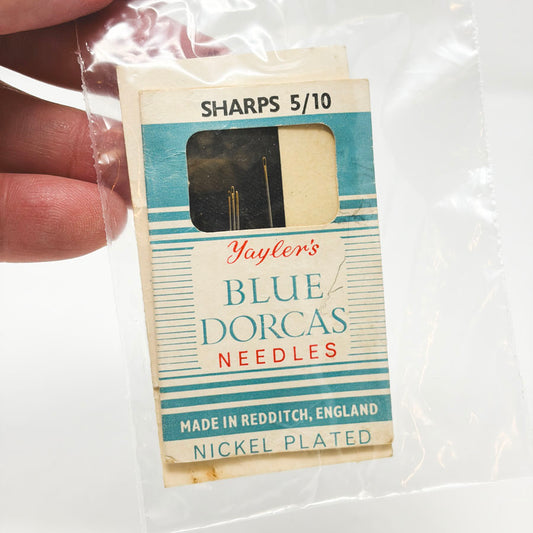 SHARPS 5/10
Yayler's
BLUE
DORCAS
NEEDLES
MADE IN REDDITCH, ENGLAND
NICKEL PLATED